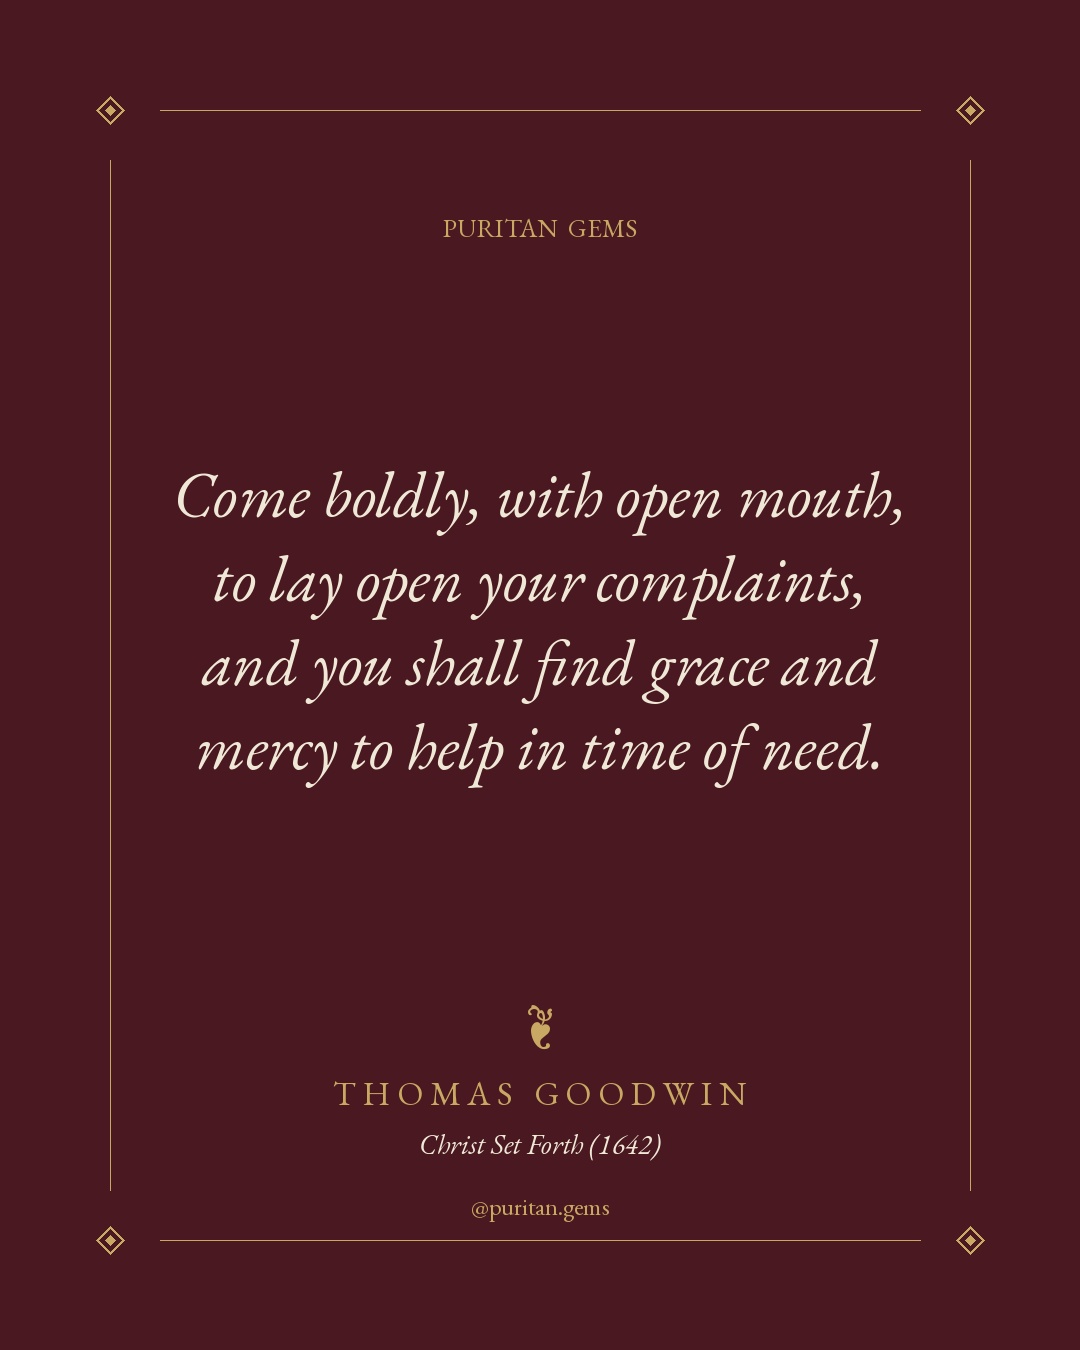 PURITAN GEMS
Come boldly, with open mouth,
to lay open your complaints,
and you shall find grace and
mercy to help in time of need.
THOMAS GOODWIN
Christ Set Forth (1642)
@puritan.gems